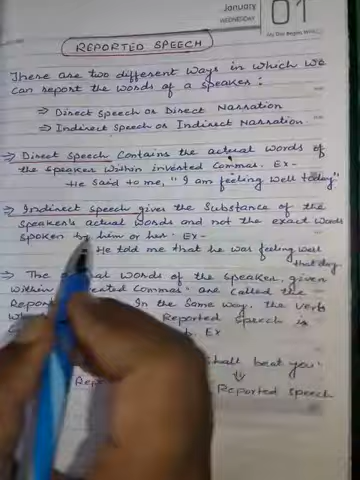 January
WEDNESDAY
01
REPORTED SPEECH
There are two different ways in which we
can report the words of a speaker:
⇒ Direct Speech or Direct Narration
⇒ Indirect Speech or Indirect Narration.
⇒ Direct speech contains the actual words of
the speaker within inverted commas. Ex-
He said to me, "I am feeling well today"
⇒ Indirect speech gives the substance of the
speaker's actual words and not the exact words
spoken by him or her. Ex-
He told me that he was feeling well
that day.
⇒ The words of the speaker, given
within commas are called the
In the same way, the verb
Reported speech is
Ex
Shall beat you.
⇓
Reported speech